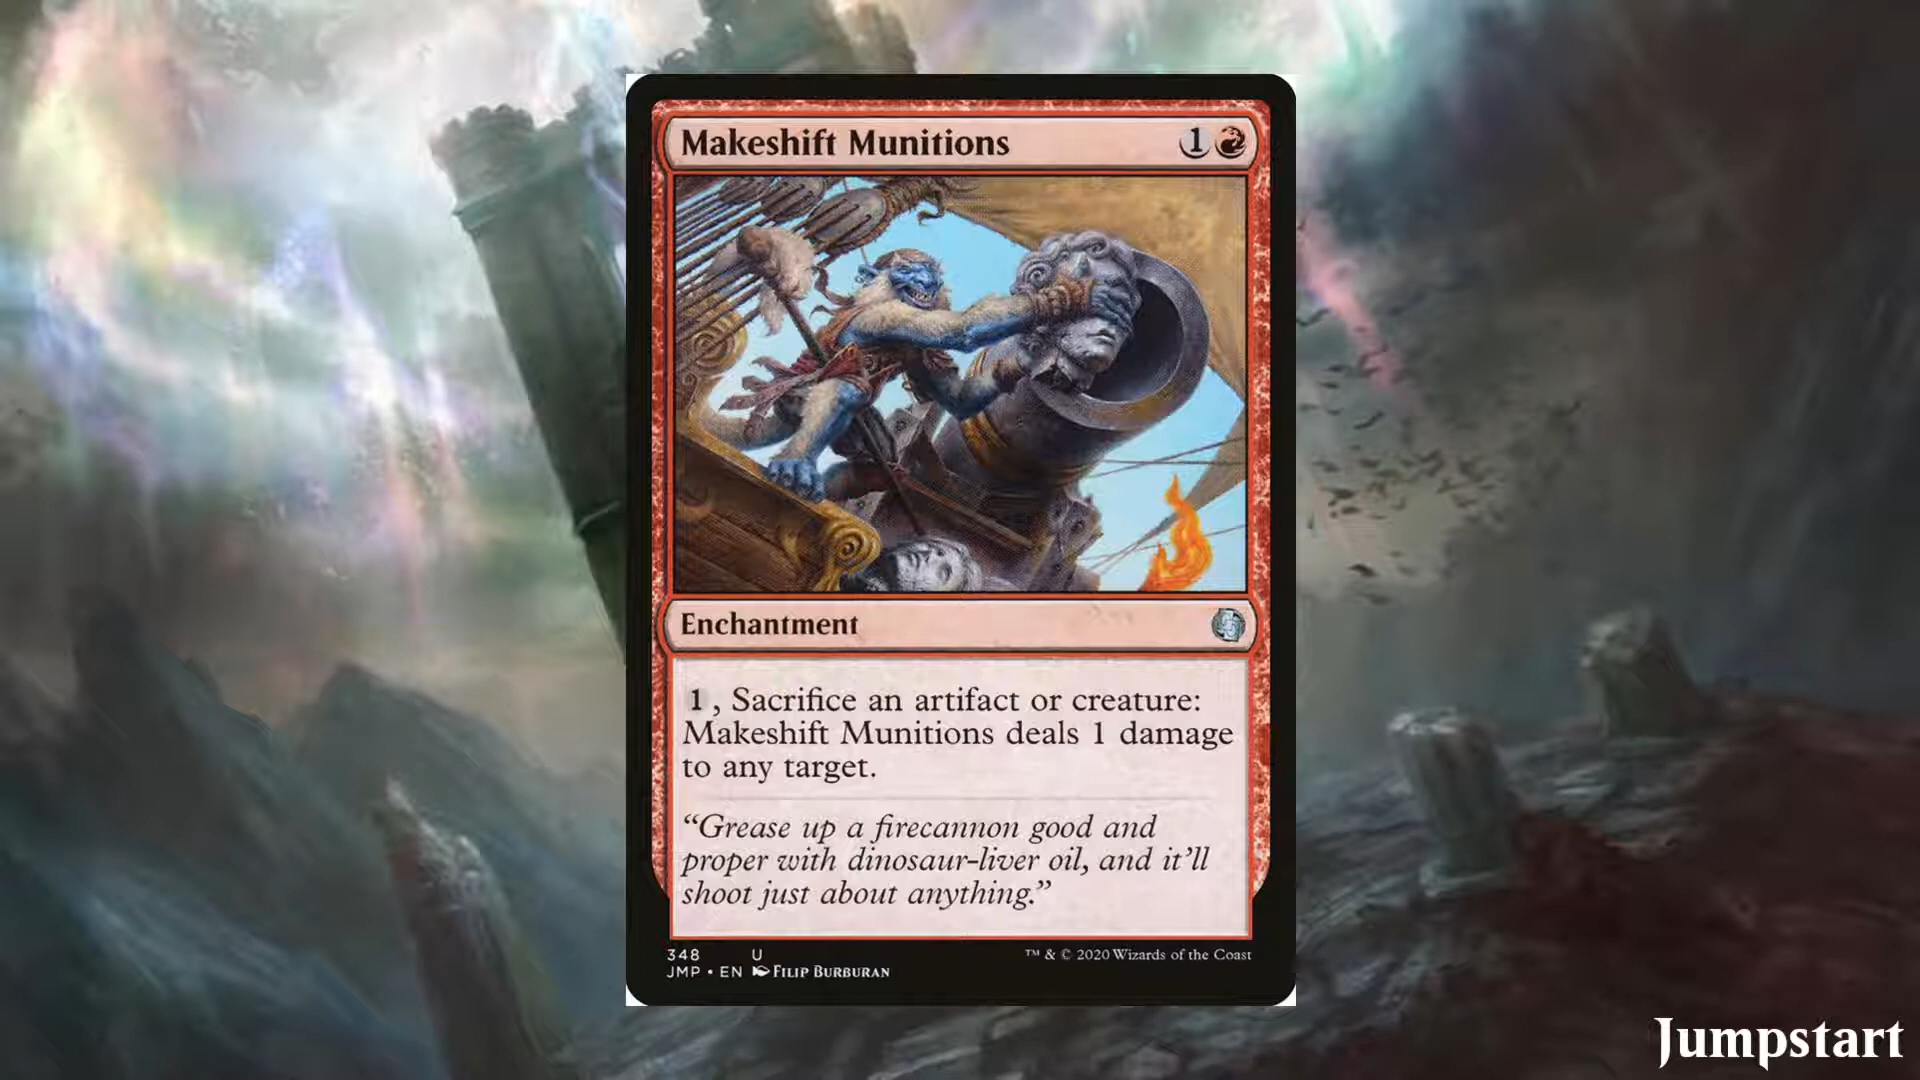 Makeshift Munitions 1
Enchantment
1, Sacrifice an artifact or creature:
Makeshift Munitions deals 1 damage
to any target.
“Grease up a firecannon good and
proper with dinosaur-liver oil, and it’ll
shoot just about anything.”
348 U
JMP • EN Filip Burburan
™ & © 2020 Wizards of the Coast
Jumpstart